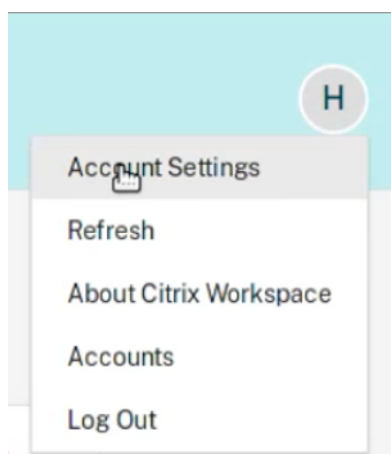 H
Account Settings
Refresh
About Citrix Workspace
Accounts
Log Out